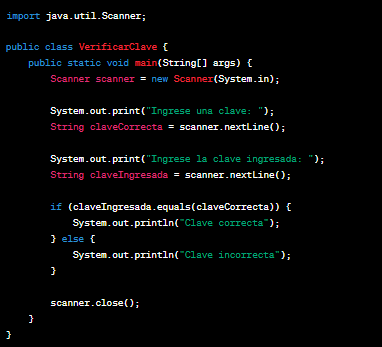 import java.util.Scanner;
public class VerificarClave {
public static void main(String[] args) {
Scanner scanner = new Scanner(System.in);
System.out.print("Ingrese una clave: ");
String claveCorrecta = scanner.nextLine();
System.out.print("Ingrese la clave ingresada: ");
String claveIngresada = scanner.nextLine();
if (claveIngresada.equals(claveCorrecta)) {
System.out.println("Clave correcta");
} else {
System.out.println("Clave incorrecta");
}
scanner.close();
}
}